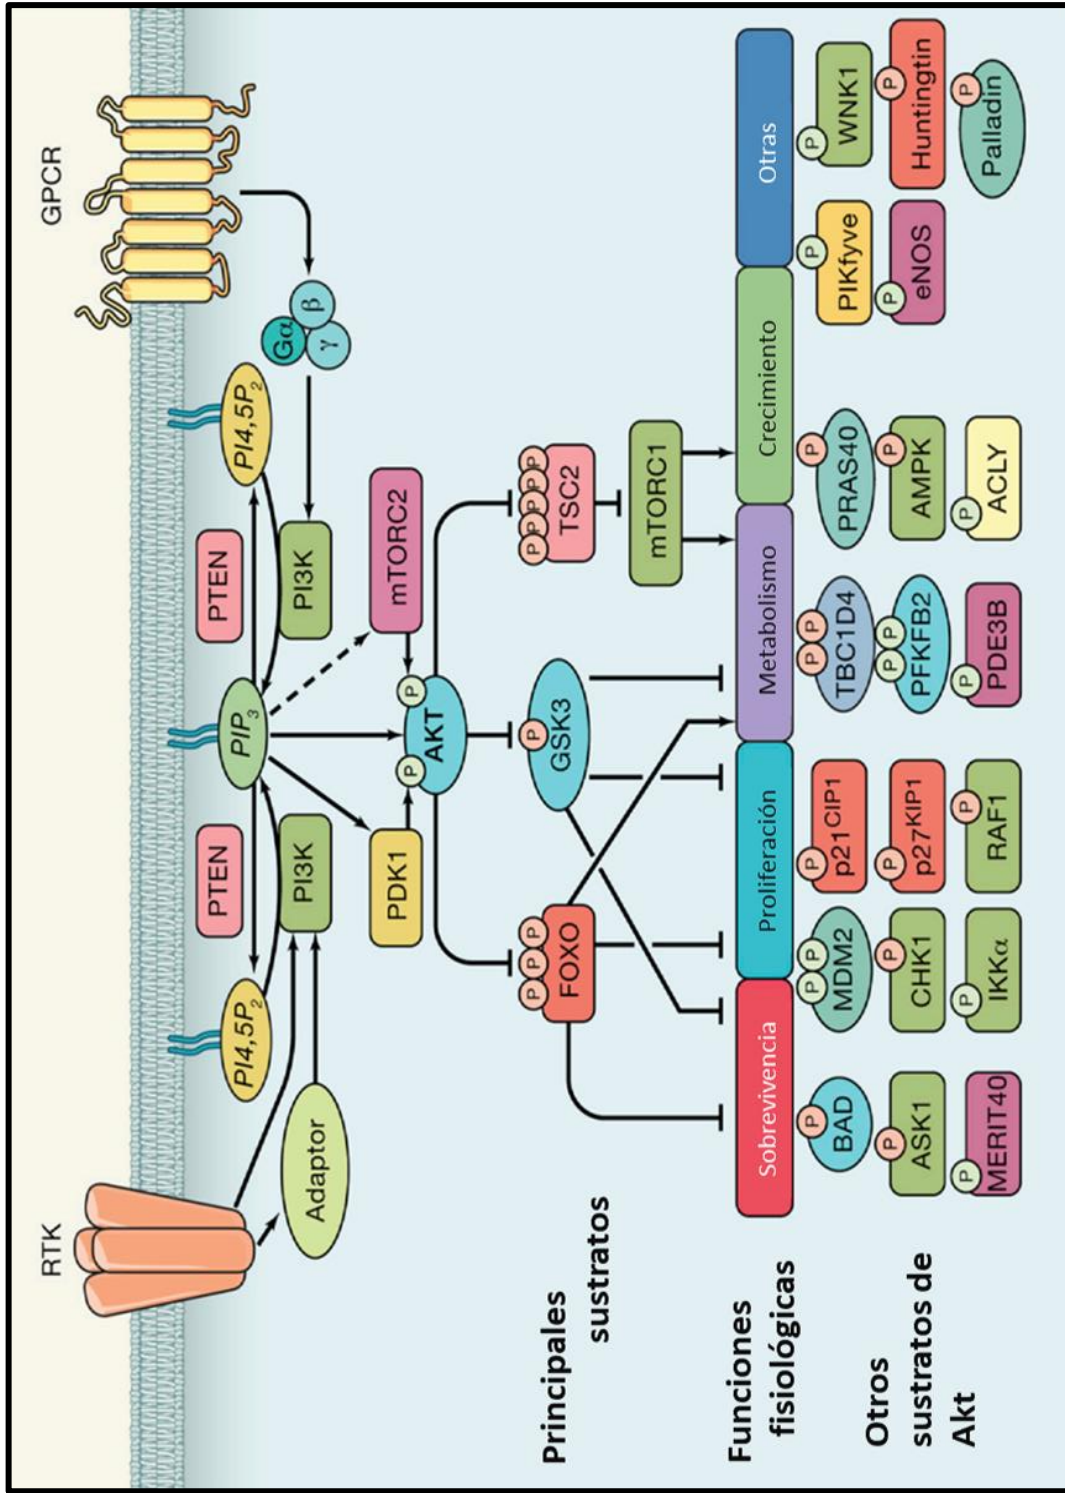 RTK
GPCR
PI4,5P2
PTEN
PIP3
PTEN
PI4,5P2
Adaptor
PI3K
PI3K
Gα
β
γ
PDK1
mTORC2
P
P
AKT
Principales
sustratos
P P P
FOXO
P
GSK3
P P P P P
TSC2
mTORC1
Funciones
fisiológicas
Sobrevivencia
Proliferación
Metabolismo
Crecimiento
Otras
Otros
sustratos de
Akt
P
BAD
P P
MDM2
P
p21CIP1
P P
TBC1D4
P
PRAS40
P
PIKfyve
P
WNK1
P
ASK1
P
CHK1
P
p27KIP1
P P
PFKFB2
P
AMPK
P
eNOS
P
Huntingtin
P
MERIT40
P
IKKα
P
RAF1
P
PDE3B
P
ACLY
P
Palladin